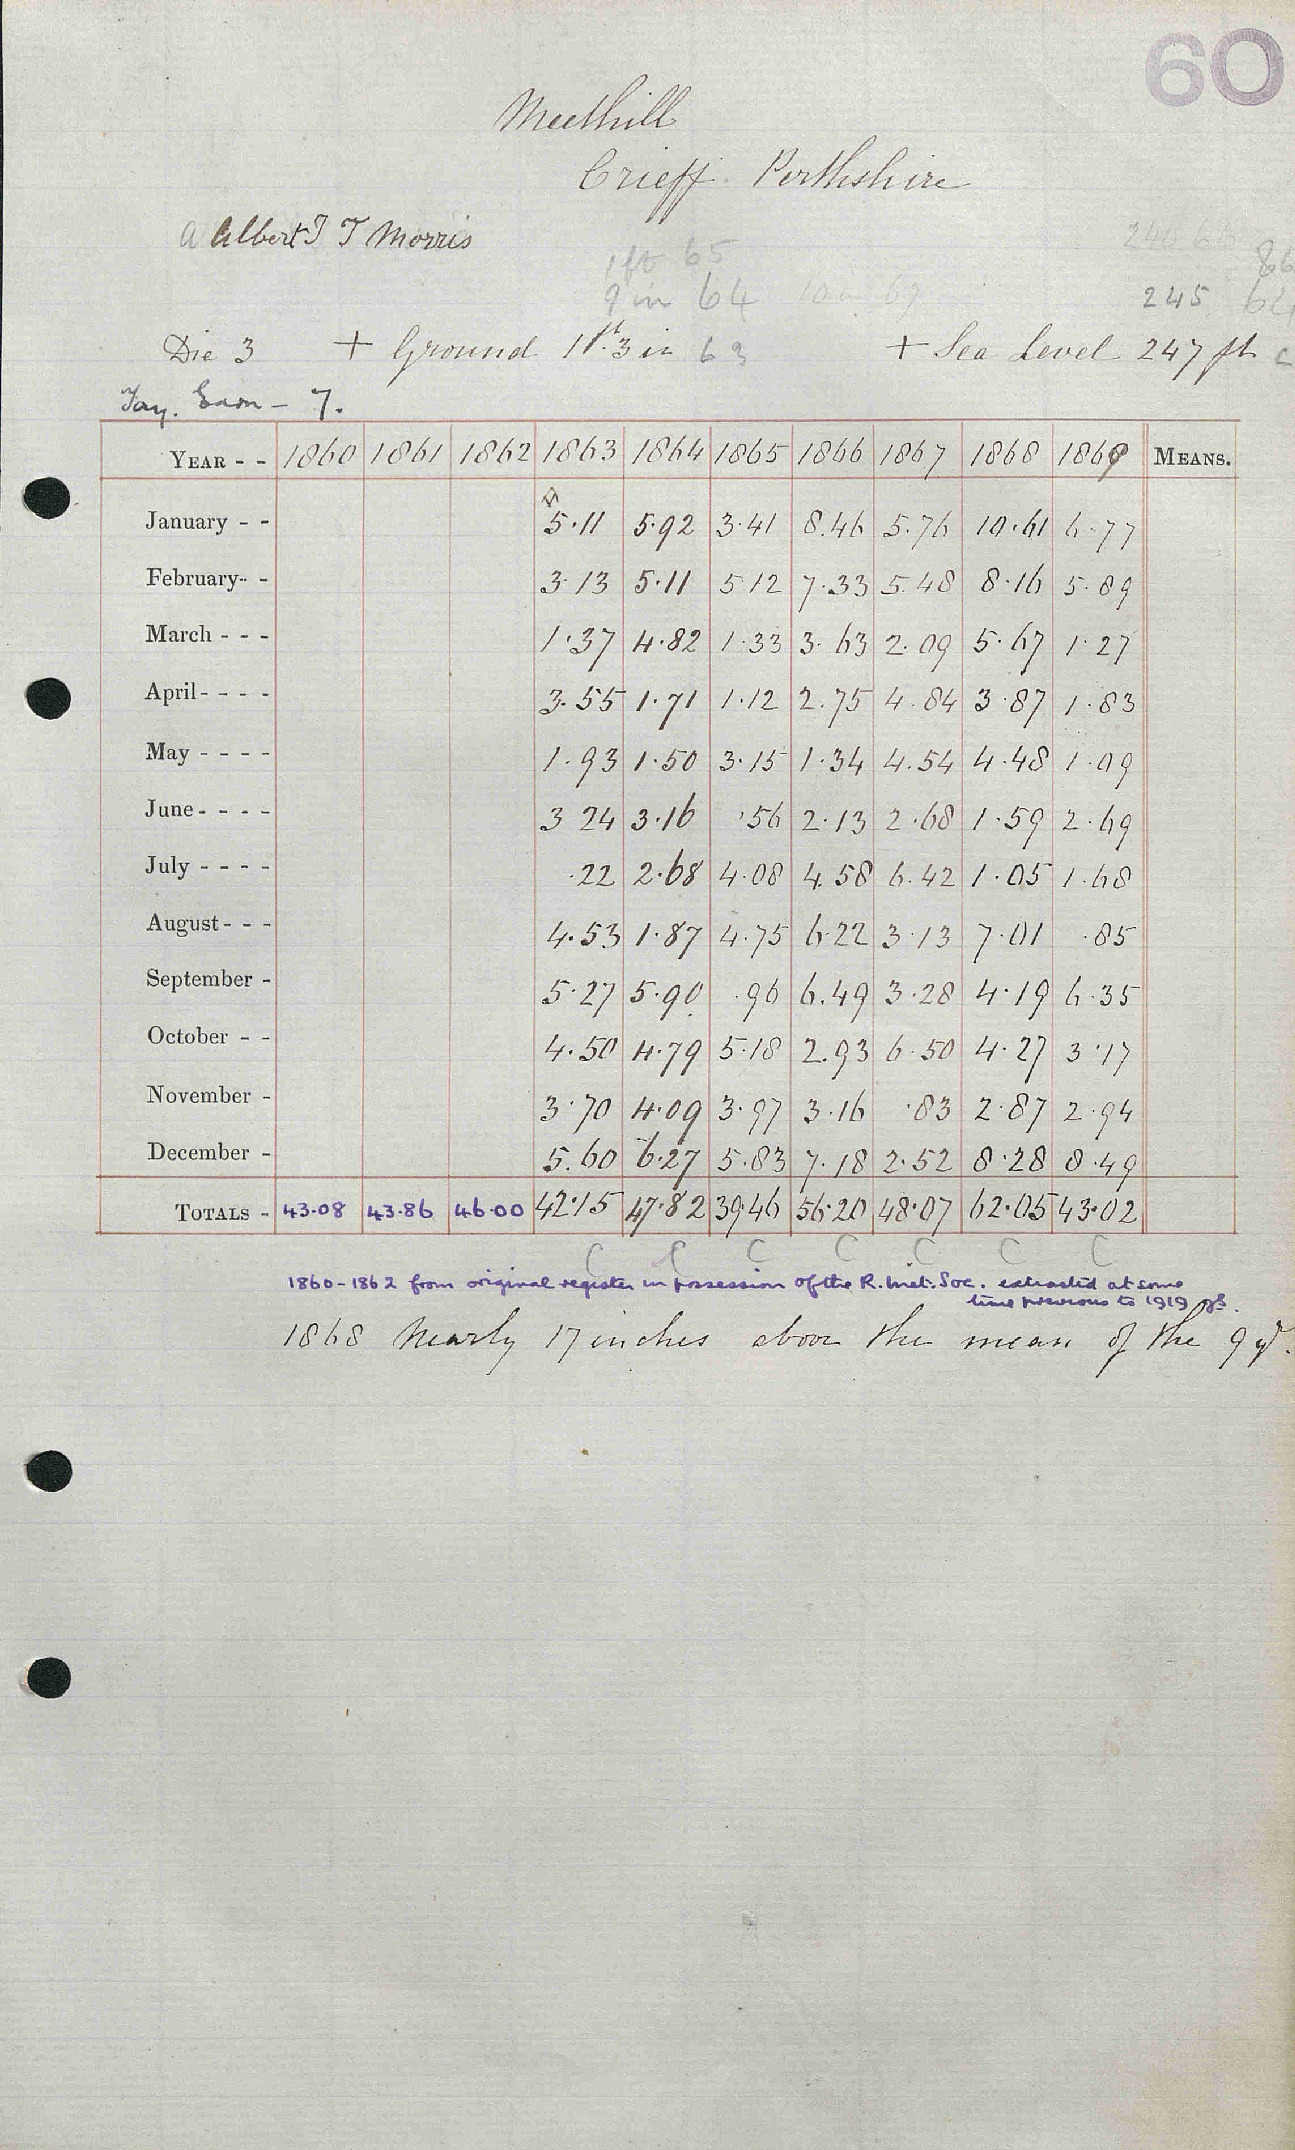 60
Meethill
Crieff Perthshire
a Albert T T Morris
1 ft 65
86
9 in 64 10 in 69 245 64
Die 3 + Ground 1ft. 3 in 63 + Sea Level 247 ft
Tay. Earn - 7.
YEAR - - 1860 1861 1862 1863 1864 1865 1866 1867 1868 1869 MEANS.
January - - 5.11 5.92 3.41 8.46 5.76 10.61 6.77
February - - 3.13 5.11 5.12 7.33 5.48 8.16 5.89
March - - - 1.37 4.82 1.33 3.63 2.09 5.67 1.27
April - - - - 3.55 1.71 1.12 2.75 4.84 3.87 1.83
May - - - - 1.93 1.50 3.15 1.34 4.54 4.48 1.09
June - - - - 3 24 3.16 .56 2.13 2.68 1.59 2.69
July - - - - .22 2.68 4.08 4.58 6.42 1.05 1.68
August - - - 4.53 1.87 4.75 6.22 3.13 7.01 .85
September - 5.27 5.90 .96 6.49 3.28 4.19 6.35
October - - 4.50 4.79 5.18 2.93 6.50 4.27 3.17
November - 3.70 4.09 3.97 3.16 .83 2.87 2.94
December - 5.60 6.27 5.83 7.18 2.52 8.28 8.49
TOTALS - 43.08 43.86 46.00 42.15 47.82 39.46 56.20 48.07 62.05 43.02
C C C C C C C
1860-1862 from original register in possession of the R. Met. Soc. extracted at some
time previous to 1919
1868 Nearly 17 inches above the mean of the 9 yrs.